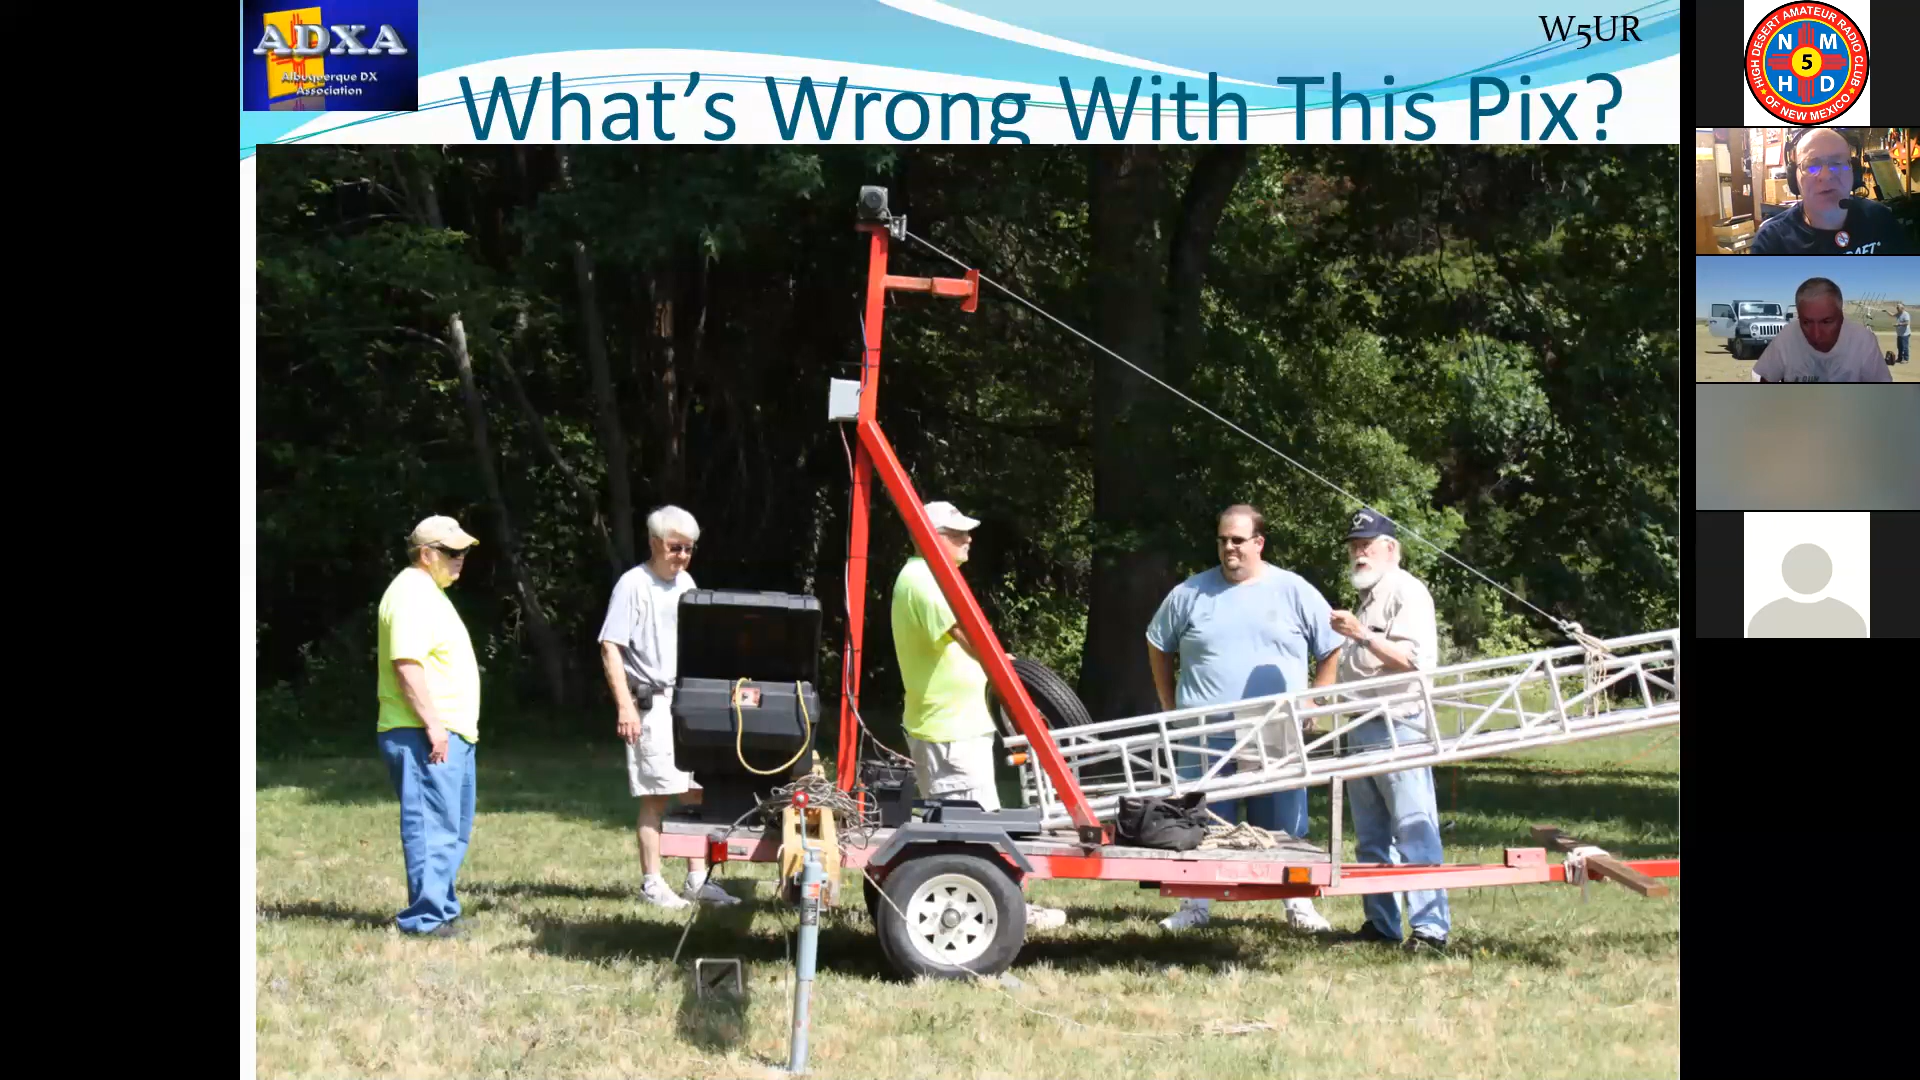 ADXA
Albuquerque DX
Association
W5UR
What's Wrong With This Pix?
HIGH DESERT AMATEUR RADIO CLUB
N M
5
H D
OF NEW MEXICO